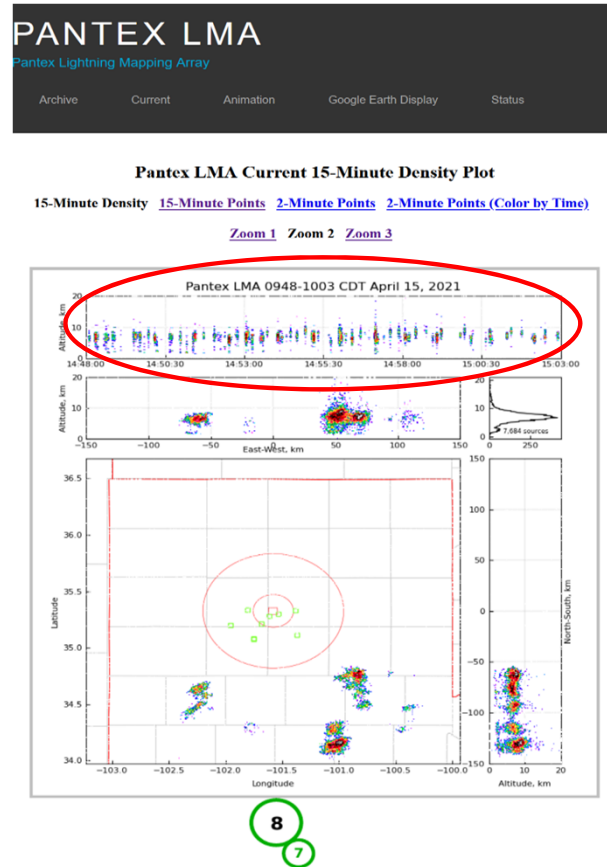 PANTEX LMA
Pantex Lightning Mapping Array
Archive Current Animation Google Earth Display Status
Pantex LMA Current 15-Minute Density Plot
15-Minute Density 15-Minute Points 2-Minute Points 2-Minute Points (Color by Time)
Zoom 1 Zoom 2 Zoom 3
Pantex LMA 0948-1003 CDT April 15, 2021
Altitude, km
20
10
0
14:48:00 14:50:30 14:53:00 14:55:30 14:58:00 15:00:30 15:03:00
Altitude, km
20
10
0
−150 −100 −50 0 50 100 150
East-West, km
20
10
0
7,684 sources
0 300
Latitude
36.5
36.0
35.5
35.0
34.5
34.0
−103.0 −102.5 −102.0 −101.5 −101.0 −100.5 −100.0
Longitude
150
100
50
0
−50
−100
−150
North-South, km
0 10 20
Altitude, km
8
7